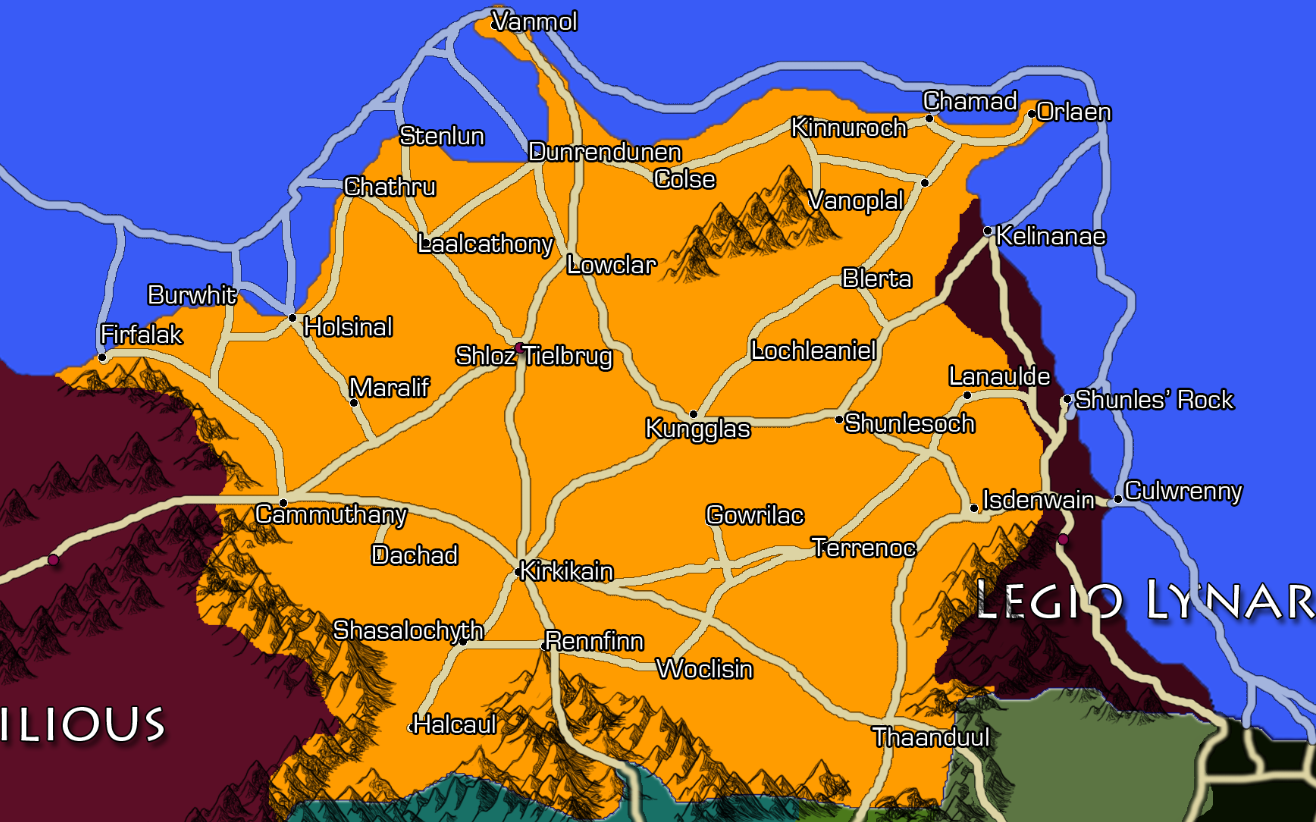 Vanmol
Chamad
Orlaen
Kinnuroch
Stenlun
Dunrendunen
Colse
Chathru
Vanoplal
Kelinanae
Laalcathony
Lowclar
Blerta
Burwhit
Holsinal
Firfalak
Shloz Tielbrug
Lochleaniel
Maralif
Lanaulde
Shunles' Rock
Kungglas
Shunlesoch
Culwrenny
Isdenwain
Cammuthany
Gowrilac
Dachad
Terrenoc
Kirkikain
LEGIO LYNAR
Shasalochyth
Rennfinn
Woclisin
ILIOUS
Halcaul
Thaanduul